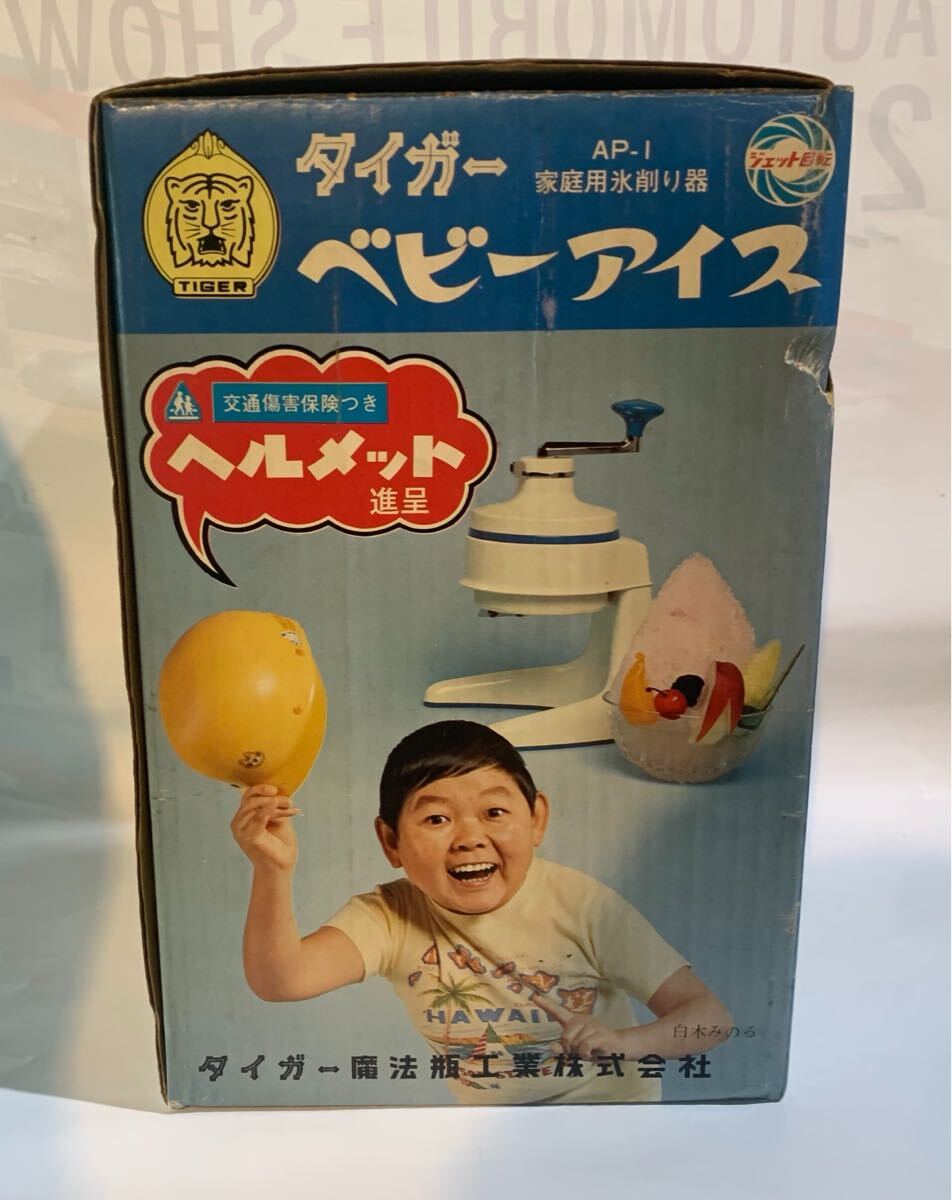 AUTOMOBILE SHOW
2
タイガー
AP-1
家庭用氷削り器
ジェット回転
TIGER
ベビーアイス
交通傷害保険つき
ヘルメット
進呈
HAWAII
白木みのる
タイガー魔法瓶工業株式会社